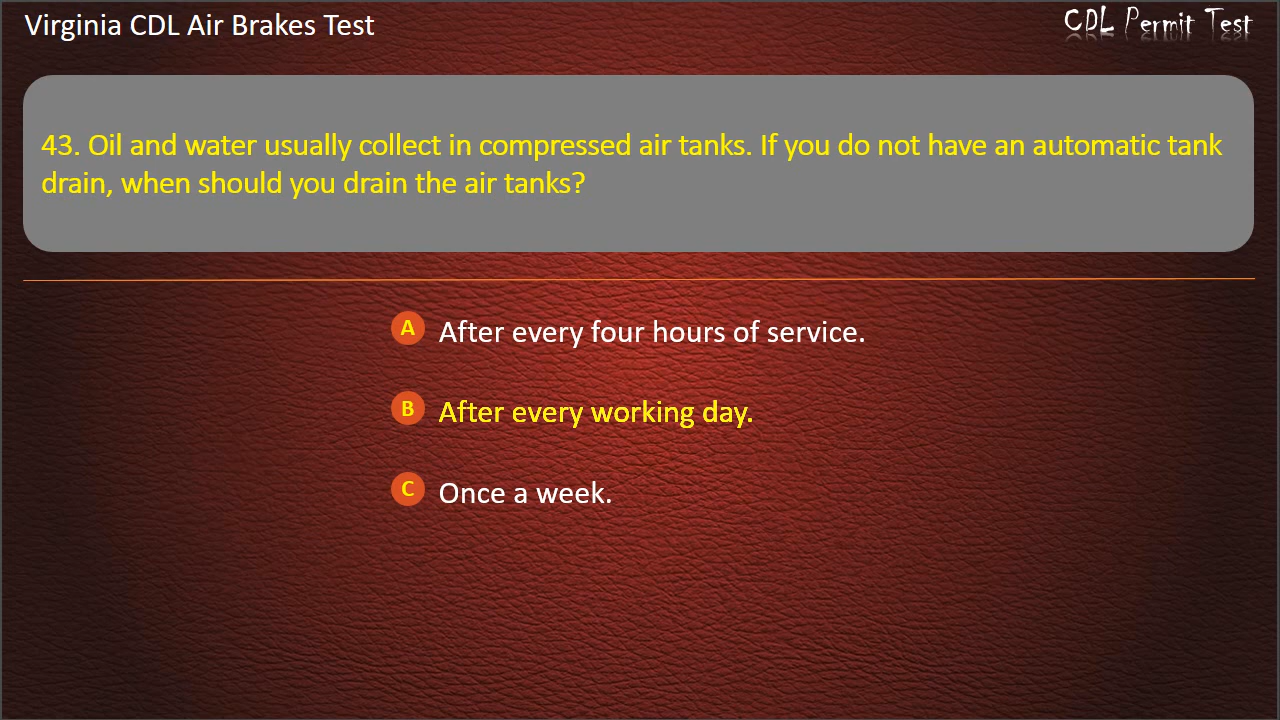 Virginia CDL Air Brakes Test
CDL Permit Test
43. Oil and water usually collect in compressed air tanks. If you do not have an automatic tank
drain, when should you drain the air tanks?
A After every four hours of service.
B After every working day.
C Once a week.